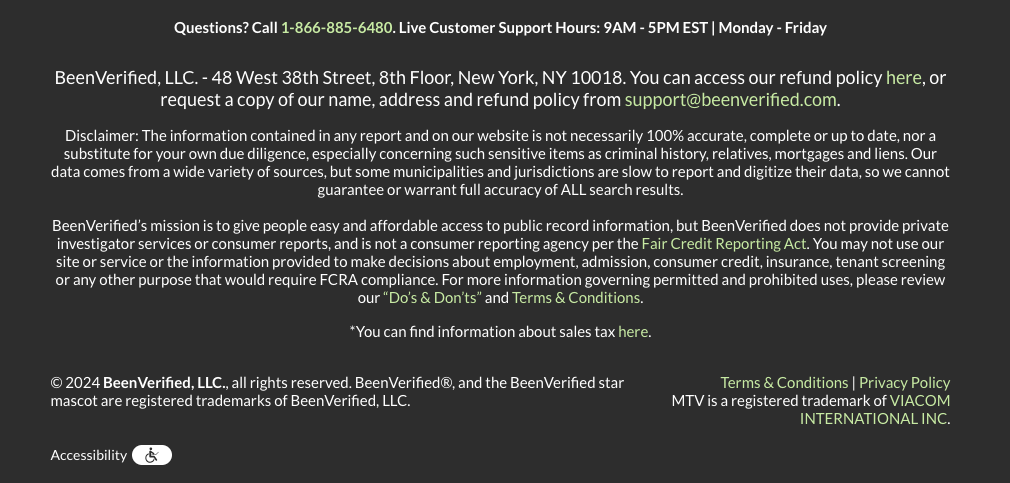 Questions? Call 1-866-885-6480. Live Customer Support Hours: 9AM - 5PM EST | Monday - Friday
BeenVerified, LLC. - 48 West 38th Street, 8th Floor, New York, NY 10018. You can access our refund policy here, or
request a copy of our name, address and refund policy from support@beenverified.com.
Disclaimer: The information contained in any report and on our website is not necessarily 100% accurate, complete or up to date, nor a
substitute for your own due diligence, especially concerning such sensitive items as criminal history, relatives, mortgages and liens. Our
data comes from a wide variety of sources, but some municipalities and jurisdictions are slow to report and digitize their data, so we cannot
guarantee or warrant full accuracy of ALL search results.
BeenVerified’s mission is to give people easy and affordable access to public record information, but BeenVerified does not provide private
investigator services or consumer reports, and is not a consumer reporting agency per the Fair Credit Reporting Act. You may not use our
site or service or the information provided to make decisions about employment, admission, consumer credit, insurance, tenant screening
or any other purpose that would require FCRA compliance. For more information governing permitted and prohibited uses, please review
our “Do’s & Don’ts” and Terms & Conditions.
*You can find information about sales tax here.
© 2024 BeenVerified, LLC., all rights reserved. BeenVerified®, and the BeenVerified star
mascot are registered trademarks of BeenVerified, LLC.
Terms & Conditions | Privacy Policy
MTV is a registered trademark of VIACOM
INTERNATIONAL INC.
Accessibility